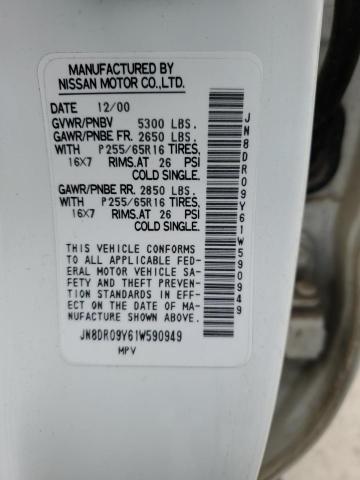 MANUFACTURED BY
NISSAN MOTOR CO.,LTD.
DATE 12/00
GVWR/PNBV 5300 LBS.
GAWR/PNBE FR. 2650 LBS.
WITH P255/65R16 TIRES,
16X7 RIMS.AT 26 PSI
COLD SINGLE.
GAWR/PNBE RR. 2850 LBS.
WITH P255/65R16 TIRES,
16X7 RIMS.AT 26 PSI
COLD SINGLE.
THIS VEHICLE CONFORMS
TO ALL APPLICABLE FED-
ERAL MOTOR VEHICLE SA-
FETY AND THEFT PREVEN-
TION STANDARDS IN EFF-
ECT ON THE DATE OF MA-
NUFACTURE SHOWN ABOVE.
JN8DR09Y61W590949
MPV
JN8DR09Y61W590949